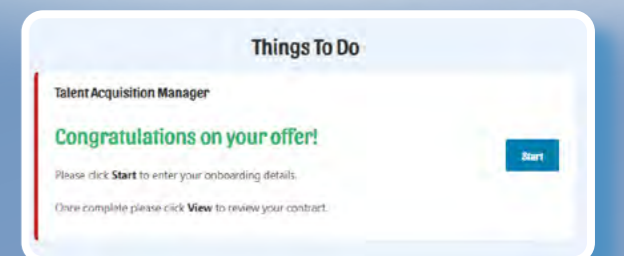 Things To Do
Talent Acquisition Manager
Congratulations on your offer!
Start
Please click Start to enter your onboarding details.
Once complete please click View to review your contract.